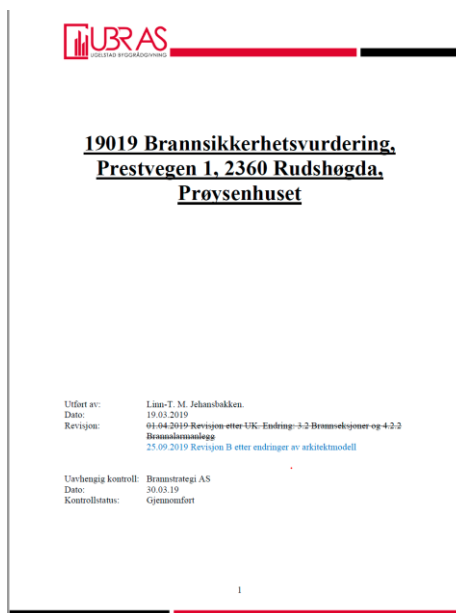 UBR AS
UGELSTAD BYGGRÅDGIVNING
19019 Brannsikkerhetsvurdering,
Prestvegen 1, 2360 Rudshøgda,
Prøysenhuset
Utført av: Linn-T. M. Jehansbakken.
Dato: 19.03.2019
Revisjon: 01.04.2019 Revisjon etter UK. Endring: 3.2 Brannseksjoner og 4.2.2
Brannalarmanlegg
25.09.2019 Revisjon B etter endringer av arkitektmodell
Uavhengig kontroll: Brannstrategi AS
Dato: 30.03.19
Kontrollstatus: Gjennomført
1